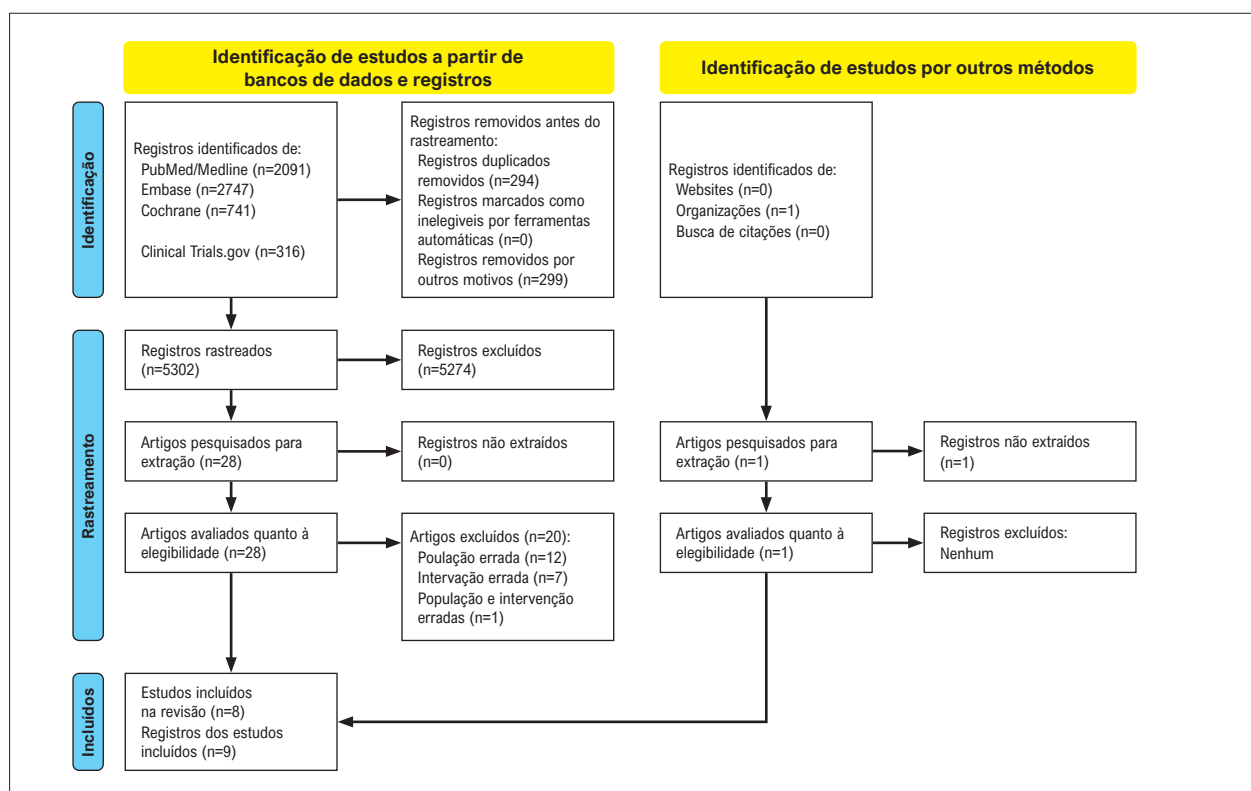 Identificação de estudos a partir de
bancos de dados e registros
Identificação de estudos por outros métodos
Identificação
Registros identificados de:
PubMed/Medline (n=2091)
Embase (n=2747)
Cochrane (n=741)
Clinical Trials.gov (n=316)
Registros removidos antes do
rastreamento:
Registros duplicados
removidos (n=294)
Registros marcados como
inelegiveis por ferramentas
automáticas (n=0)
Registros removidos por
outros motivos (n=299)
Registros identificados de:
Websites (n=0)
Organizações (n=1)
Busca de citações (n=0)
Rastreamento
Registros rastreados
(n=5302)
Registros excluídos
(n=5274)
Artigos pesquisados para
extração (n=28)
Registros não extraídos
(n=0)
Artigos pesquisados para
extração (n=1)
Registros não extraídos
(n=1)
Artigos avaliados quanto à
elegibilidade (n=28)
Artigos excluídos (n=20):
Poulação errada (n=12)
Intervação errada (n=7)
População e intervenção
erradas (n=1)
Artigos avaliados quanto à
elegibilidade (n=1)
Registros excluídos:
Nenhum
Incluídos
Estudos incluídos
na revisão (n=8)
Registros dos estudos
incluídos (n=9)